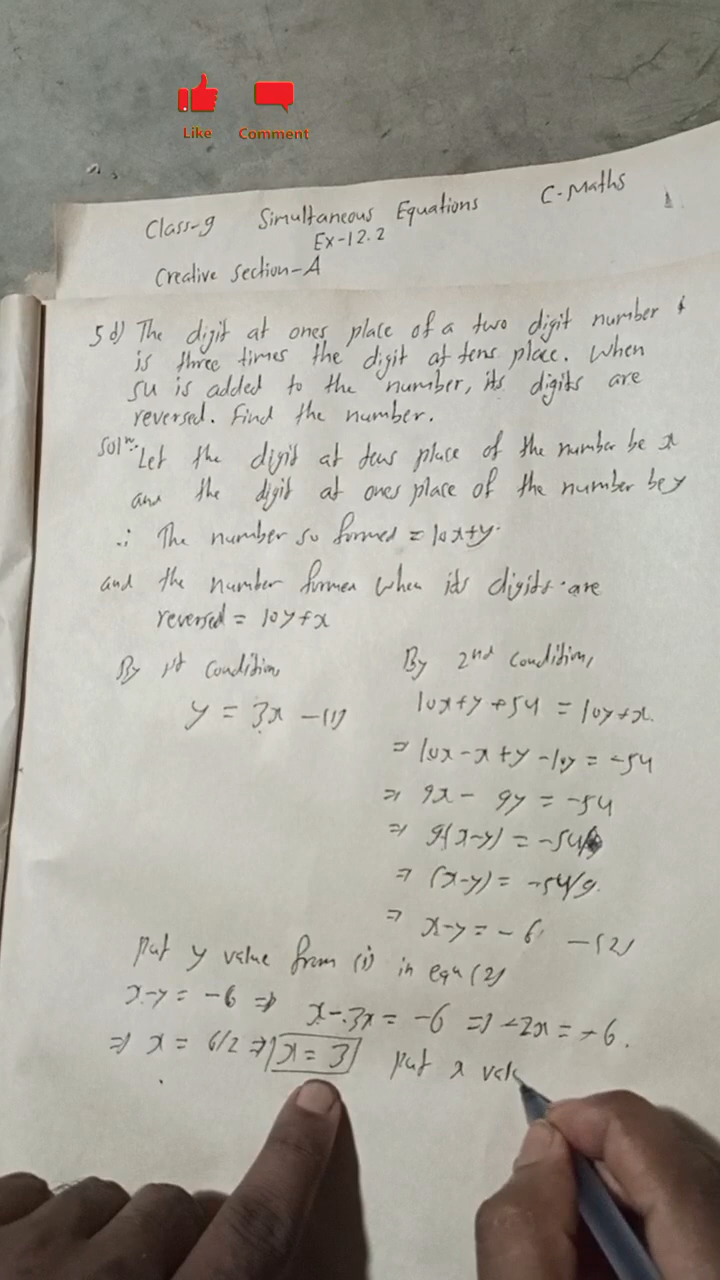 Like Comment
Class-9 Simultaneous Equations C-Maths
Ex-12.2
Creative Section-A
5 d) The digit at ones place of a two digit number
is three times the digit at tens place. When
54 is added to the number, its digits are
reversed. Find the number.
Solⁿ: Let the digit at tens place of the number be x
and the digit at ones place of the number be y
∴ The number so formed = 10x+y.
and the number formed when its digits are
reversed = 10y+x
By 1st condition, By 2nd condition,
y = 3x -(1) 10x+y+54 = 10y+x.
⇒ 10x-x+y-10y = -54
⇒ 9x - 9y = -54
⇒ 9(x-y) = -54
⇒ (x-y) = -54/9.
⇒ x-y = -6 -(2)
Put y value from (i) in eqn (2)
x-y = -6 ⇒ x-3x = -6 ⇒ -2x = -6.
⇒ x = 6/2 ⇒ x = 3 Put x val